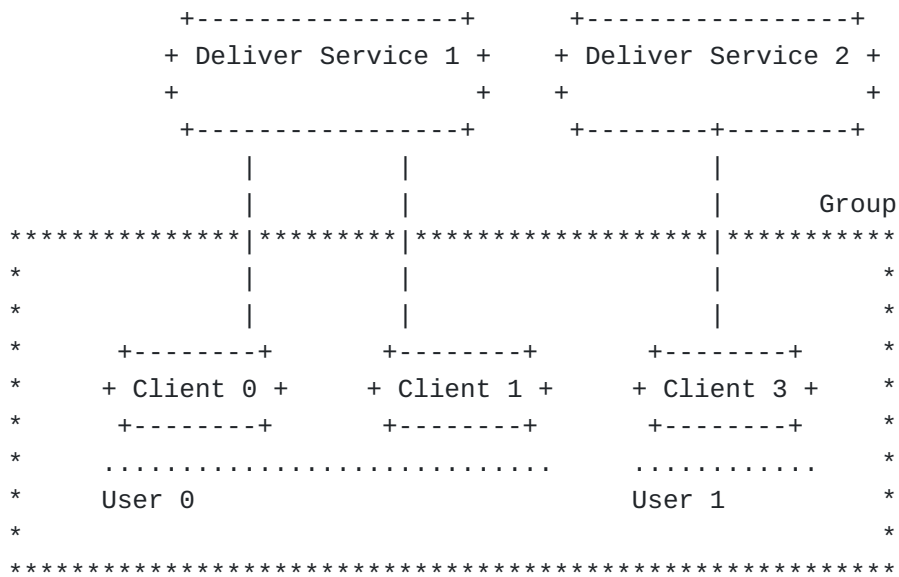 +-----------------+      +-----------------+
+ Deliver Service 1 +    + Deliver Service 2 +
+                   +    +                   +
+-----------------+      +--------+--------+
|         |                   |
|         |                   |      Group
***************|*********|*******************|***********
*              |         |                   |          *
*              |         |                   |          *
*      +--------+       +--------+       +--------+     *
*     + Client 0 +     + Client 1 +     + Client 3 +    *
*      +--------+       +--------+       +--------+     *
*     .............................     ............    *
*     User 0                            User 1          *
*                                                       *
*********************************************************